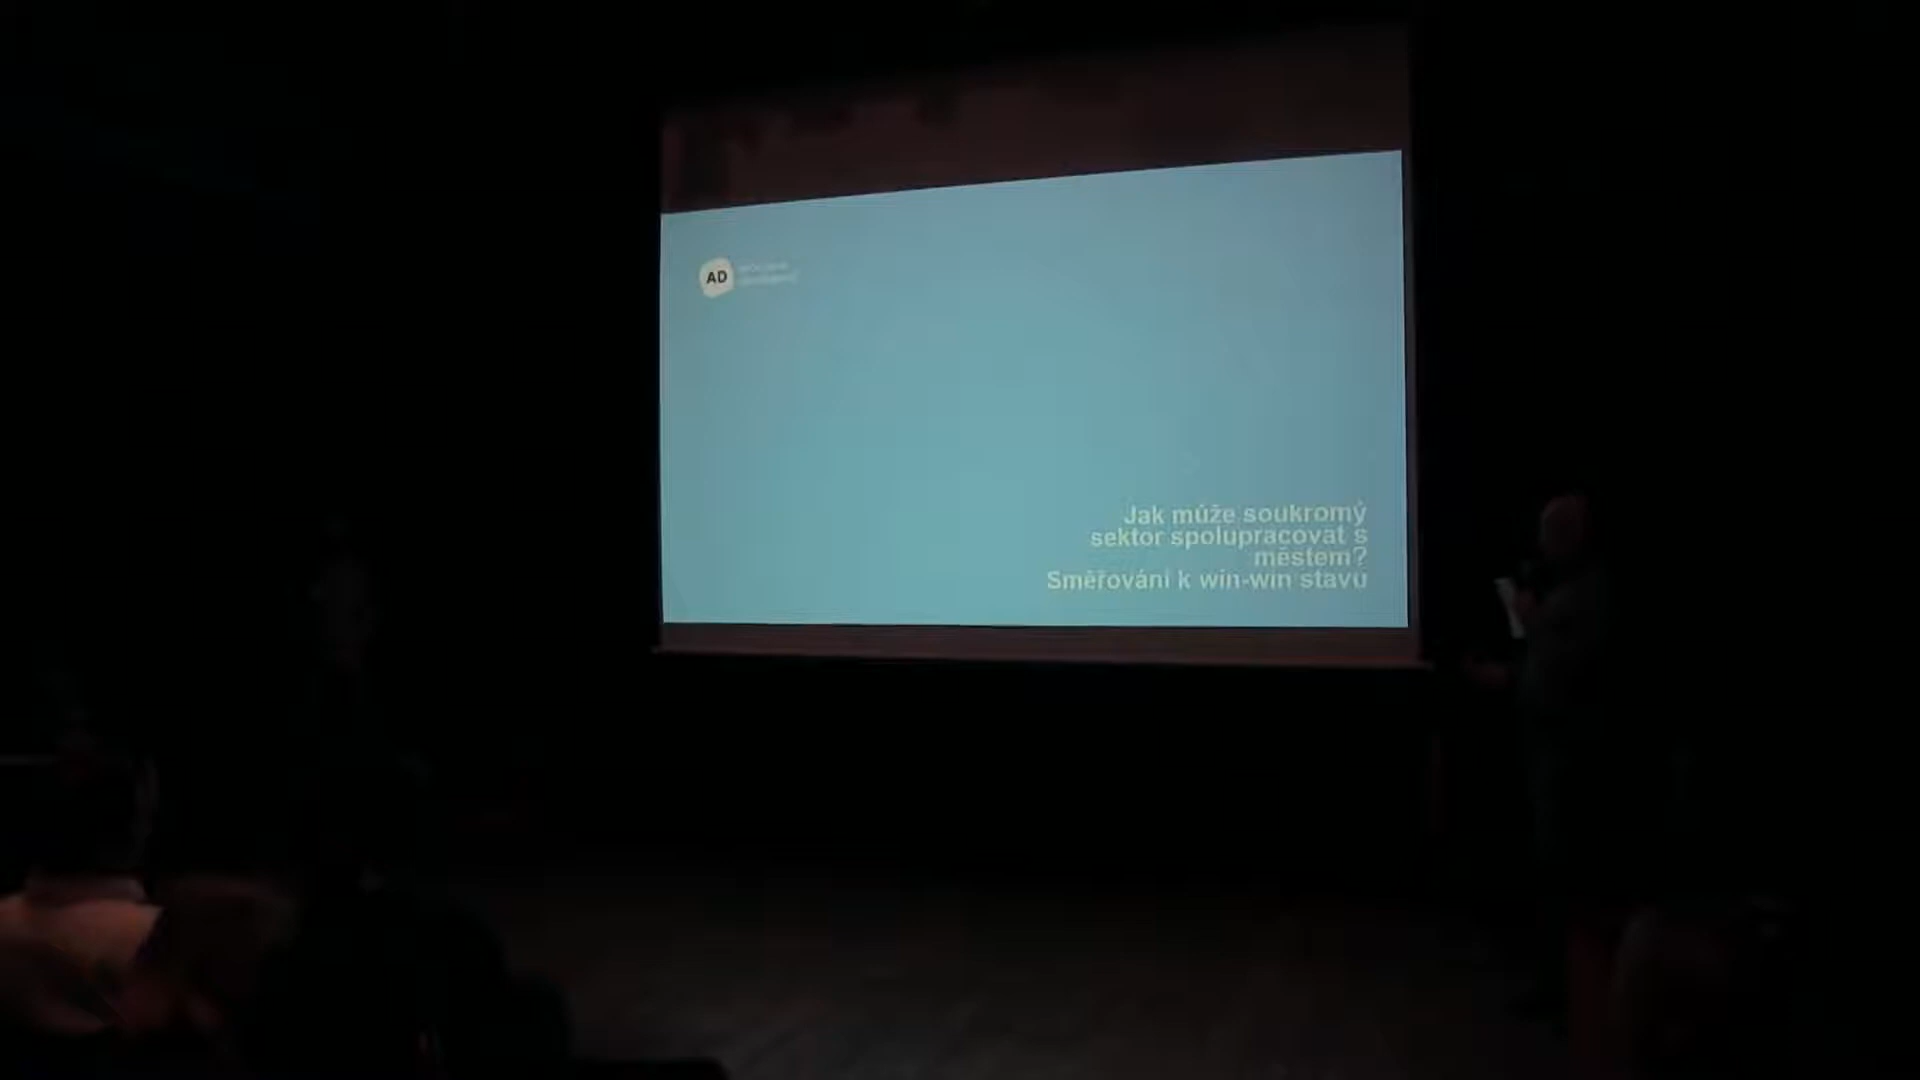 AD
Jak může soukromý
sektor spolupracovat s
městem?
Směřování k win-win stavu